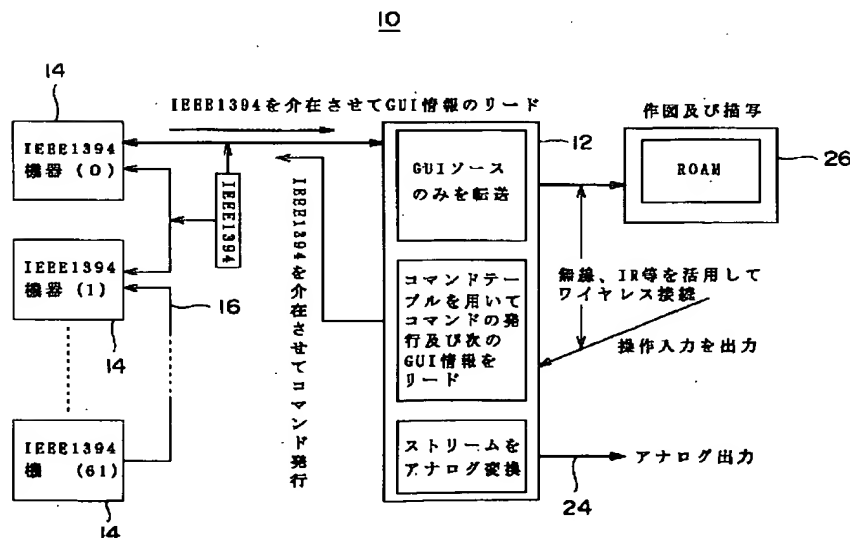 10
14
IEEE1394を介在させてGUI情報のリード
IEEE1394
機器(0)
IEEE1394
IEEE1394
機器(1)
14
16
IEEE1394
機 (61)
14
IEEE1394を介在させてコマンド発行
12
GUIソース
のみを転送
コマンドテー
ブルを用いて
コマンドの発
行及び次の
GUI情報を
リード
ストリームを
アナログ変換
作図及び描写
ROAM
26
無線、IR等を活用して
ワイヤレス接続
操作入力を出力
24
アナログ出力